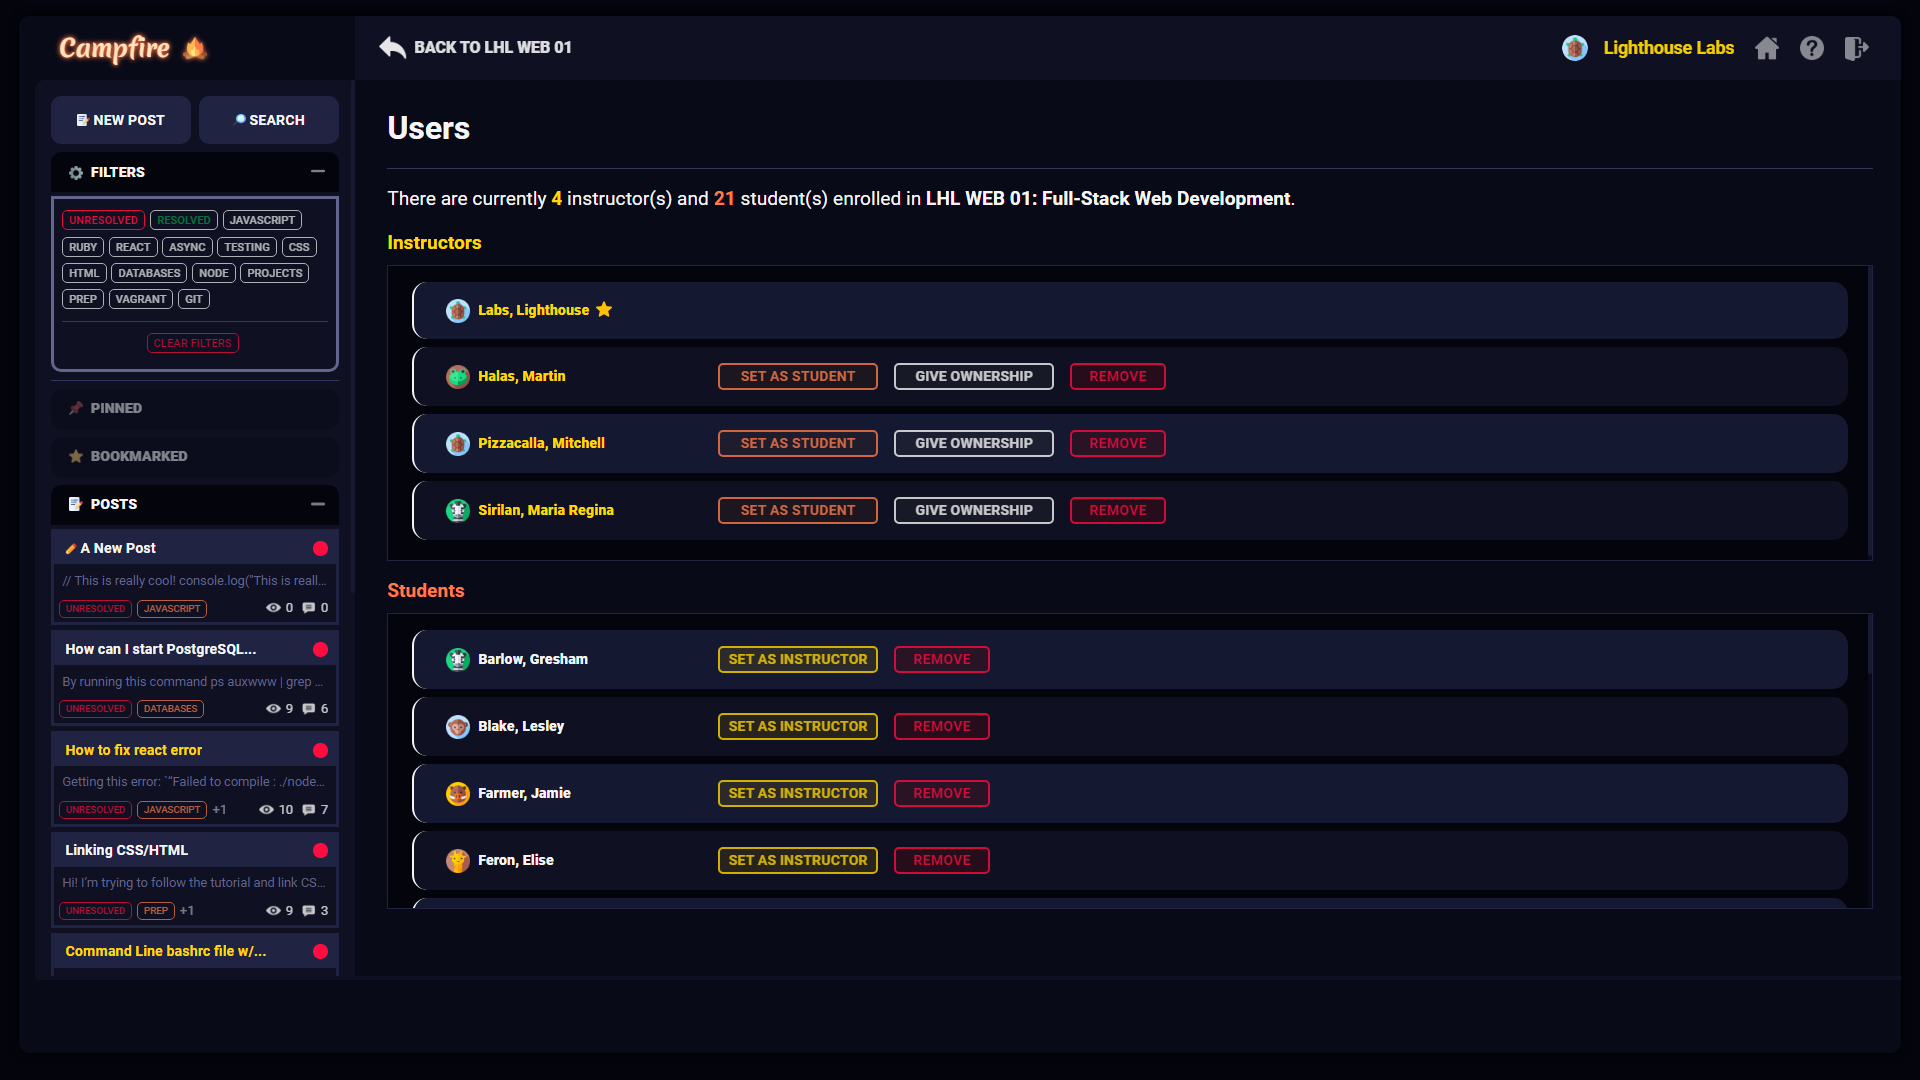 Campfire
BACK TO LHL WEB 01
Lighthouse Labs
NEW POST
SEARCH
FILTERS
UNRESOLVED RESOLVED JAVASCRIPT
RUBY REACT ASYNC TESTING CSS
HTML DATABASES NODE PROJECTS
PREP VAGRANT GIT
CLEAR FILTERS
PINNED
BOOKMARKED
POSTS
A New Post
// This is really cool! console.log("This is reall...
UNRESOLVED JAVASCRIPT 0 0
How can I start PostgreSQL...
By running this command ps auxwww | grep ...
UNRESOLVED DATABASES 9 6
How to fix react error
Getting this error: `"Failed to compile : ./node...
UNRESOLVED JAVASCRIPT +1 10 7
Linking CSS/HTML
Hi! I'm trying to follow the tutorial and link CS...
UNRESOLVED PREP +1 9 3
Command Line bashrc file w/...
Users
There are currently 4 instructor(s) and 21 student(s) enrolled in LHL WEB 01: Full-Stack Web Development.
Instructors
Labs, Lighthouse
Halas, Martin SET AS STUDENT GIVE OWNERSHIP REMOVE
Pizzacalla, Mitchell SET AS STUDENT GIVE OWNERSHIP REMOVE
Sirilan, Maria Regina SET AS STUDENT GIVE OWNERSHIP REMOVE
Students
Barlow, Gresham SET AS INSTRUCTOR REMOVE
Blake, Lesley SET AS INSTRUCTOR REMOVE
Farmer, Jamie SET AS INSTRUCTOR REMOVE
Feron, Elise SET AS INSTRUCTOR REMOVE